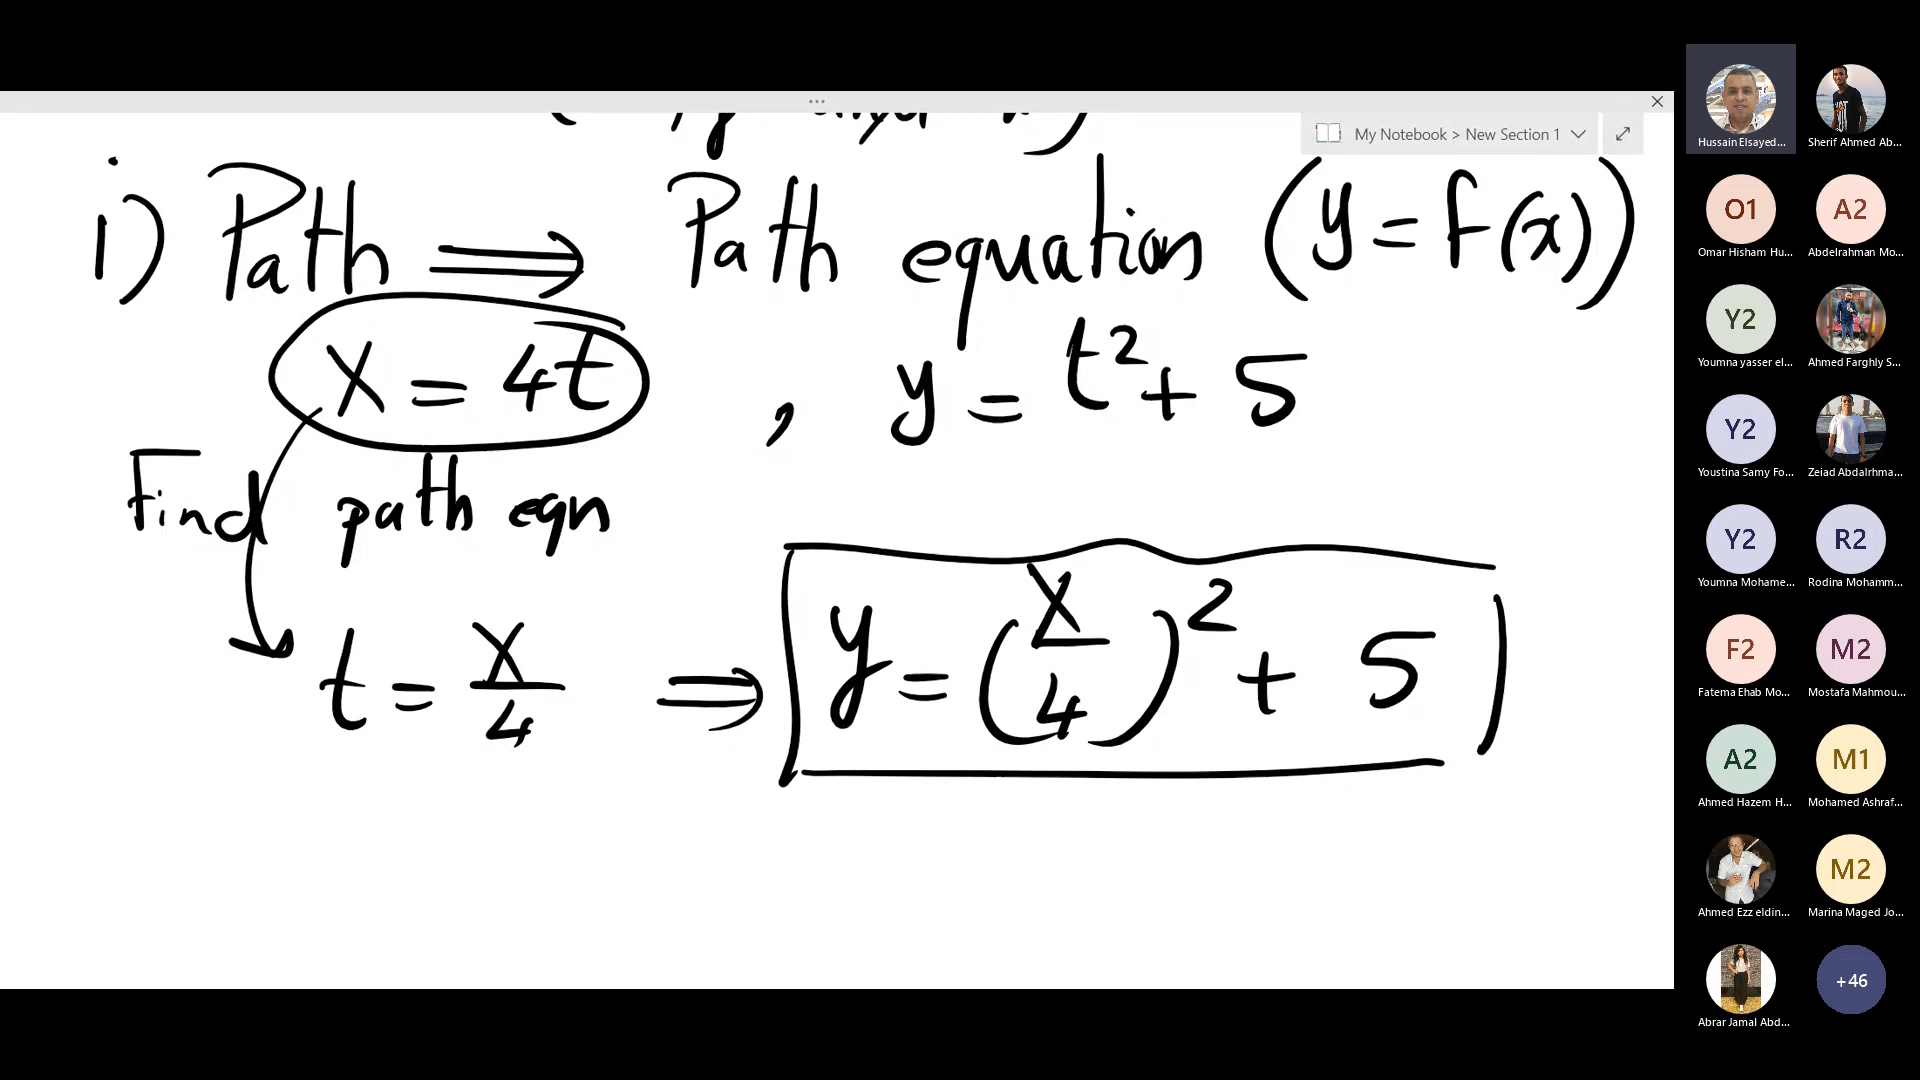 My Notebook > New Section 1
i) Path ⟹ Path equation (y = f(x))
x = 4t , y = t² + 5
Find path eqn
t = x/4 ⟹ y = (x/4)² + 5
Hussain Elsayed...
Sherif Ahmed Ab...
O1
A2
Omar Hisham Hu...
Abdelrahman Mo...
Y2
Youmna yasser el...
Ahmed Farghly S...
Y2
Youstina Samy Fo...
Zeiad Abdalrhma...
Y2
R2
Youmna Mohame...
Rodina Mohamm...
F2
M2
Fatema Ehab Mo...
Mostafa Mahmou...
A2
M1
Ahmed Hazem H...
Mohamed Ashraf...
M2
Ahmed Ezz eldin...
Marina Maged Jo...
+46
Abrar Jamal Abd...